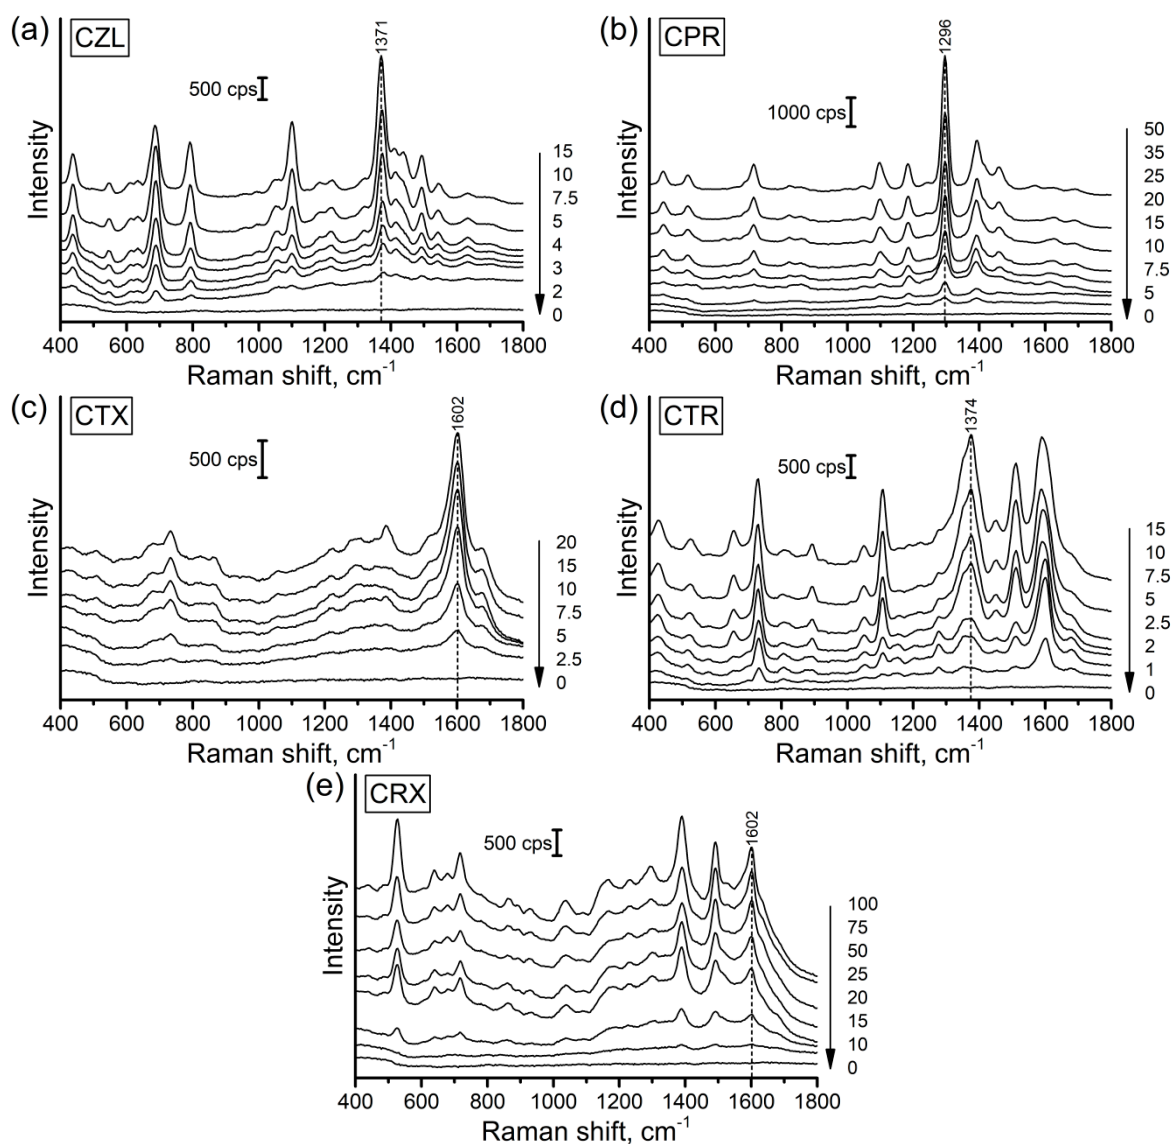 (a)
CZL
1371
500 cps
Intensity
15
10
7.5
5
4
3
2
0
400 600 800 1000 1200 1400 1600 1800
Raman shift, cm⁻¹
(b)
CPR
1296
1000 cps
Intensity
50
35
25
20
15
10
7.5
5
0
400 600 800 1000 1200 1400 1600 1800
Raman shift, cm⁻¹
(c)
CTX
1602
500 cps
Intensity
20
15
10
7.5
5
2.5
0
400 600 800 1000 1200 1400 1600 1800
Raman shift, cm⁻¹
(d)
CTR
1374
500 cps
Intensity
15
10
7.5
5
2.5
2
1
0
400 600 800 1000 1200 1400 1600 1800
Raman shift, cm⁻¹
(e)
CRX
1602
500 cps
Intensity
100
75
50
25
20
15
10
0
400 600 800 1000 1200 1400 1600 1800
Raman shift, cm⁻¹